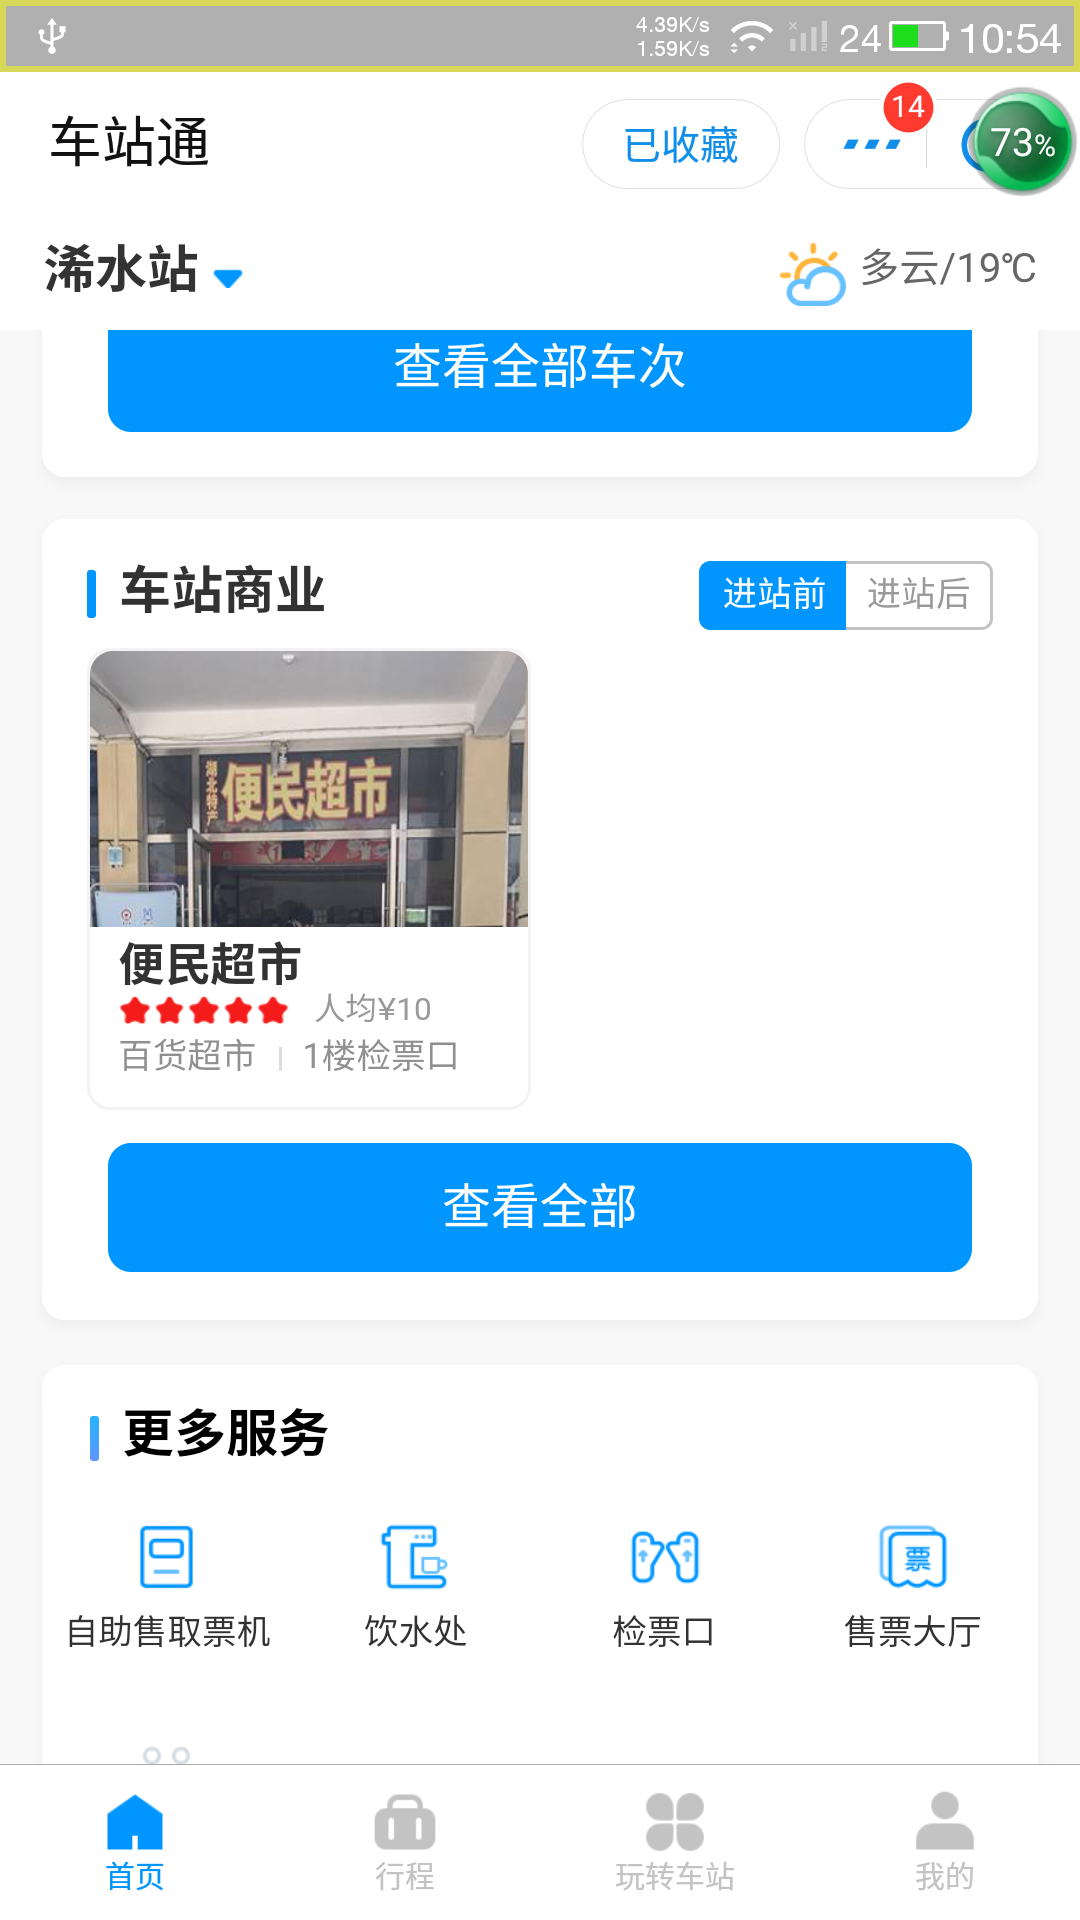 4.39K/s
1.59K/s
24
10:54
车站通
已收藏
14
73%
浠水站
多云/19℃
查看全部车次
车站商业
进站前
进站后
湖北特产
便民超市
便民超市
人均¥10
百货超市
1楼检票口
查看全部
更多服务
票
自助售取票机
饮水处
检票口
售票大厅
首页
行程
玩转车站
我的